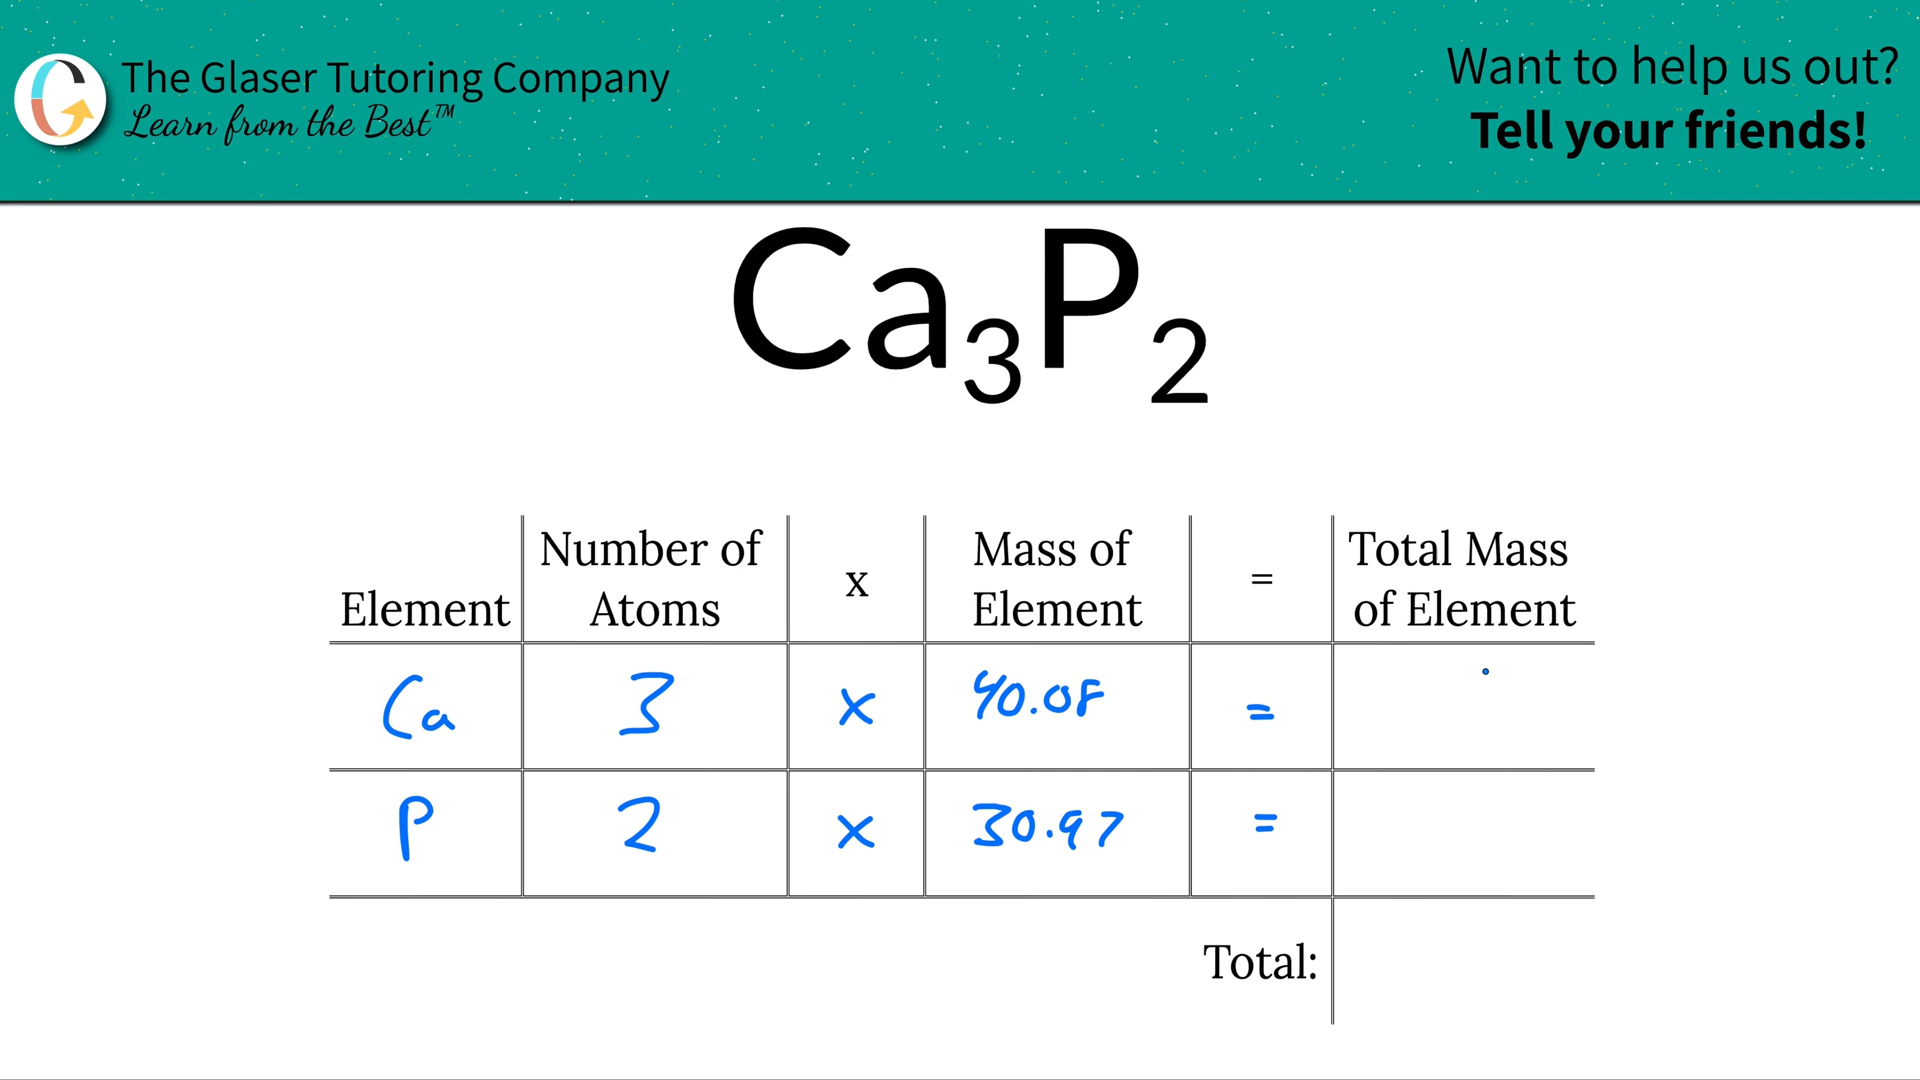 The Glaser Tutoring Company
Learn from the Best™
Want to help us out?
Tell your friends!
Ca₃P₂
Element
Number of
Atoms
x
Mass of
Element
=
Total Mass
of Element
Ca 3 x 40.08 =
P 2 x 30.97 =
Total: